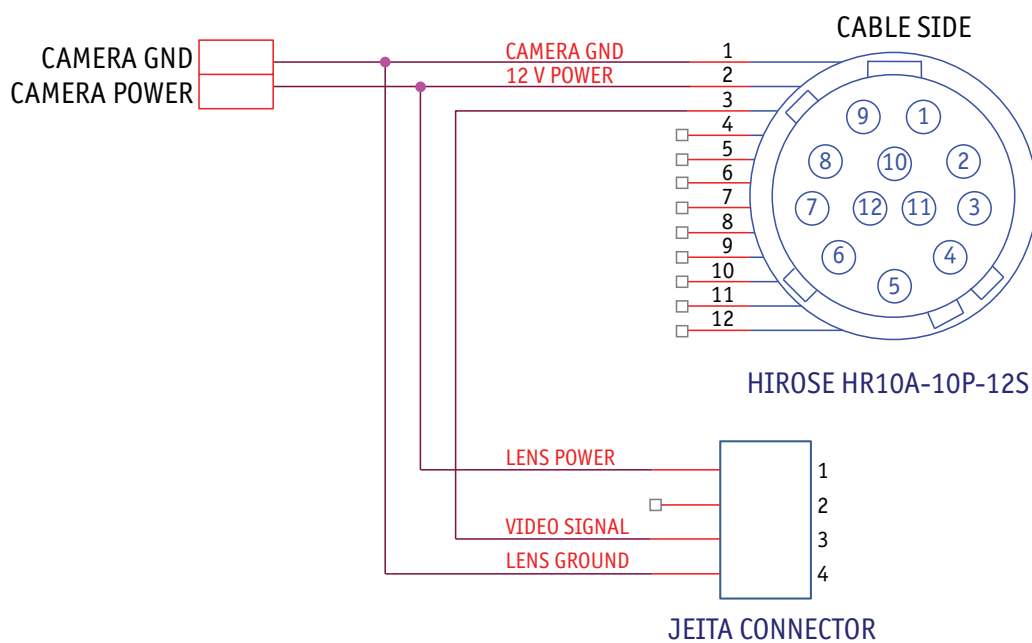 CABLE SIDE
CAMERA GND
CAMERA POWER
CAMERA GND
12 V POWER
1
2
3
4
5
6
7
8
9
10
11
12
9 1
8 10 2
7 12 11 3
6 4
5
HIROSE HR10A-10P-12S
LENS POWER
1
2
VIDEO SIGNAL
3
LENS GROUND
4
JEITA CONNECTOR